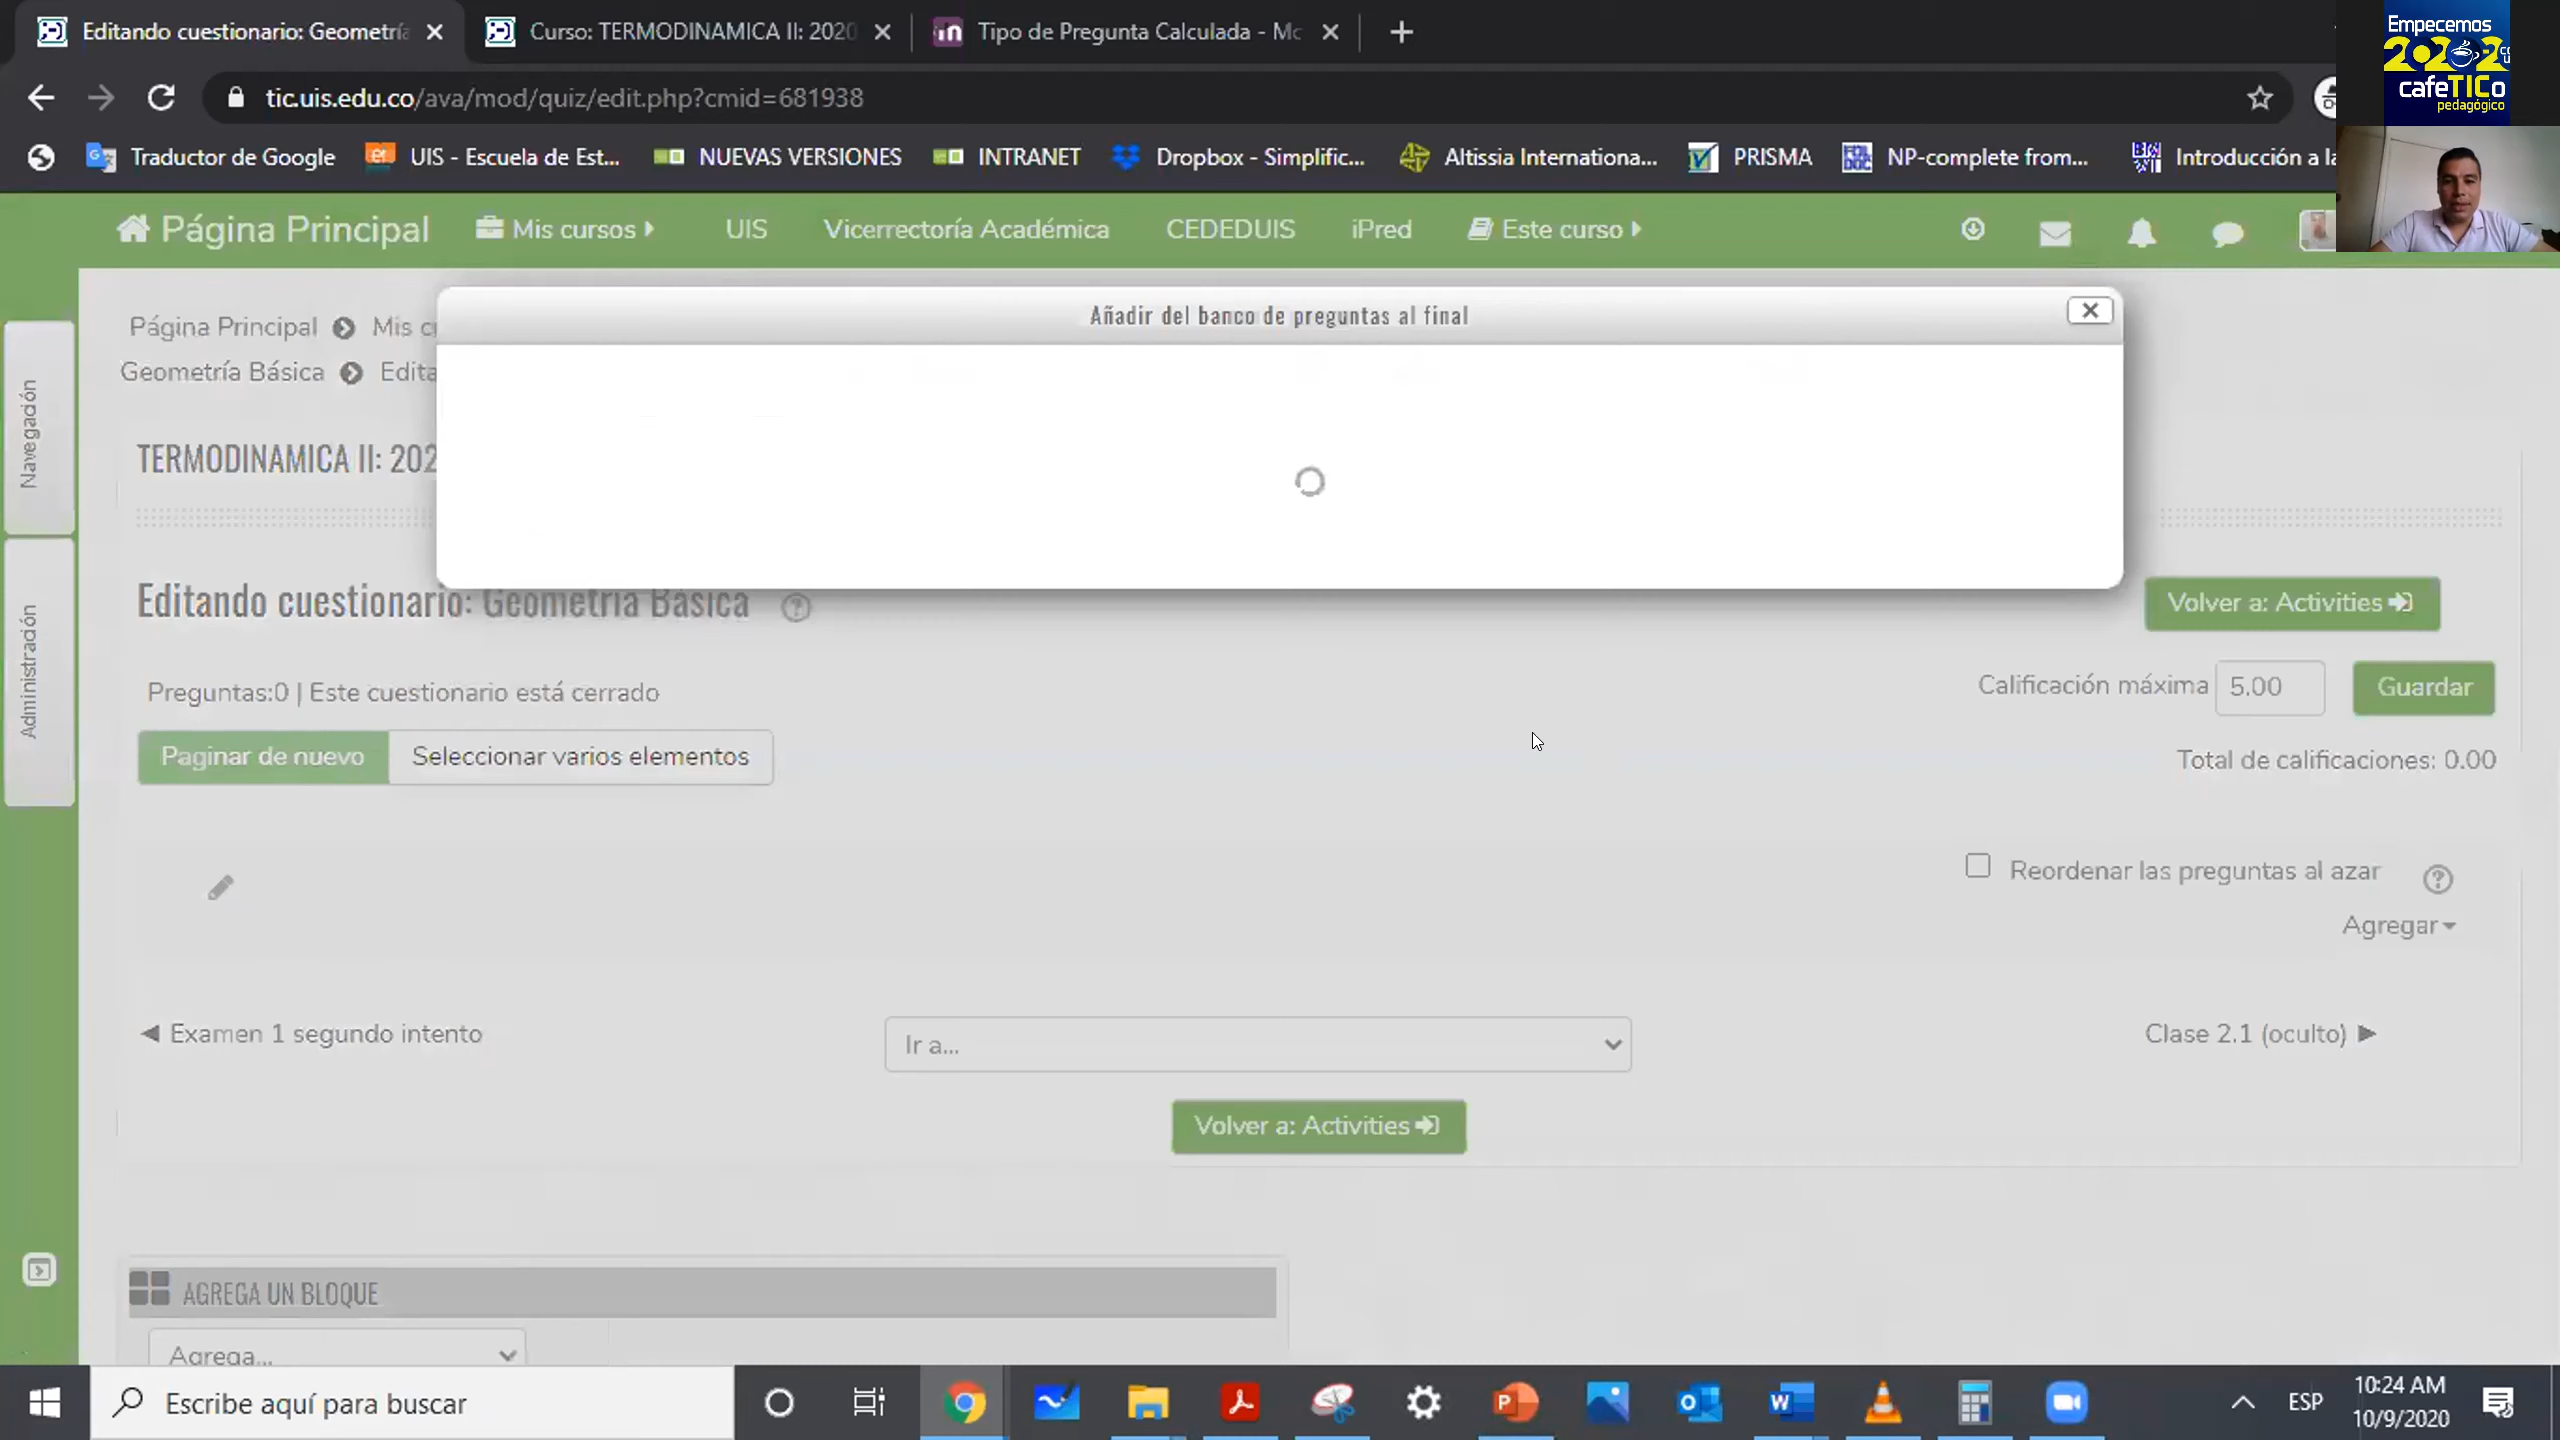 Editando cuestionario: Geometría
Curso: TERMODINAMICA II: 2020
Tipo de Pregunta Calculada - Mo
Empecemos
2020-2
cafeTICo
pedagógico
tic.uis.edu.co/ava/mod/quiz/edit.php?cmid=681938
Traductor de Google
UIS - Escuela de Est...
NUEVAS VERSIONES
INTRANET
Dropbox - Simplific...
Altissia Internationa...
PRISMA
NP-complete from...
Introducción a la
Página Principal
Mis cursos
UIS
Vicerrectoría Académica
CEDEDUIS
iPred
Este curso
Añadir del banco de preguntas al final
Página Principal
Mis cu
Geometría Básica
Edita
Navegación
Administración
TERMODINAMICA II: 202
Editando cuestionario: Geometría Básica
Volver a: Activities
Preguntas:0 | Este cuestionario está cerrado
Calificación máxima 5.00
Guardar
Paginar de nuevo
Seleccionar varios elementos
Total de calificaciones: 0.00
Reordenar las preguntas al azar
Agregar
Examen 1 segundo intento
Ir a...
Clase 2.1 (oculto)
Volver a: Activities
AGREGA UN BLOQUE
Agrega...
Escribe aquí para buscar
ESP
10:24 AM
10/9/2020